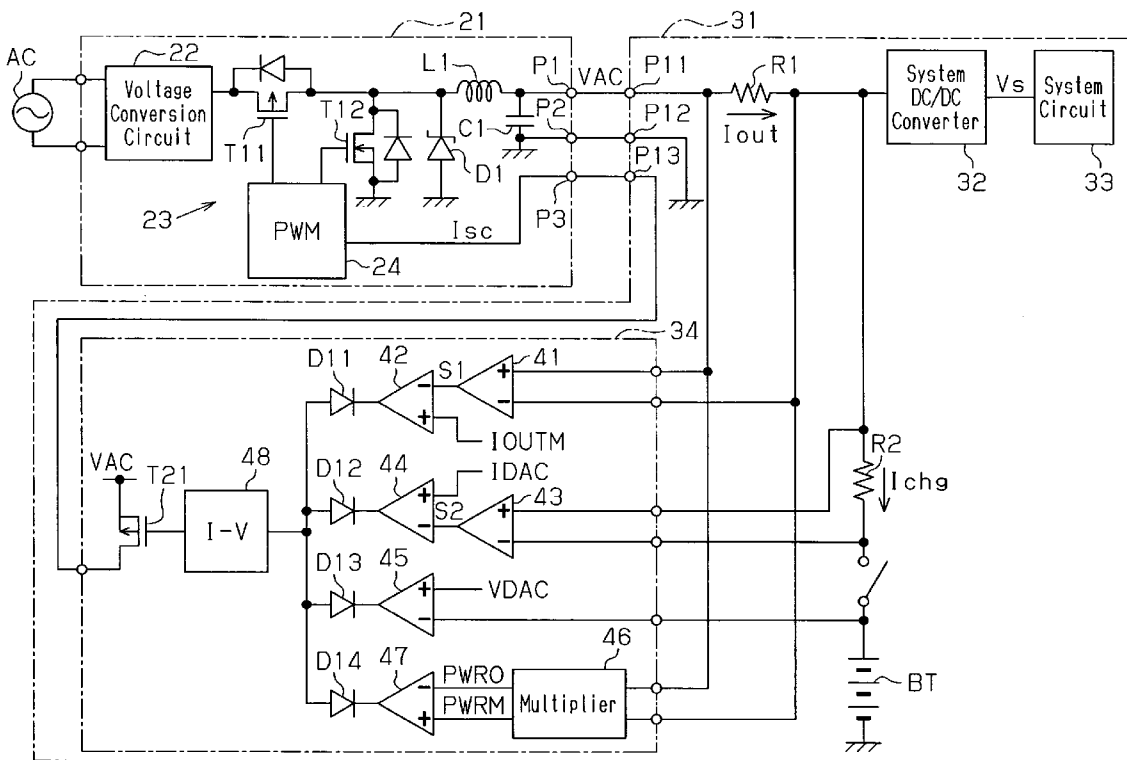 21
31
AC
22
Voltage
Conversion
Circuit
T11
T12
L1
P1
VAC
P11
R1
Iout
System
DC/DC
Converter
Vs
System
Circuit
C1
P2
P12
D1
P3
P13
32
33
23
PWM
24
Isc
34
D11
42
S1
41
+
−
−
+
IOUTM
VAC
T21
48
I-V
D12
44
IDAC
+
−
S2
43
+
−
R2
Ichg
D13
45
+
−
VDAC
D14
47
−
+
PWRO
PWRM
46
Multiplier
BT